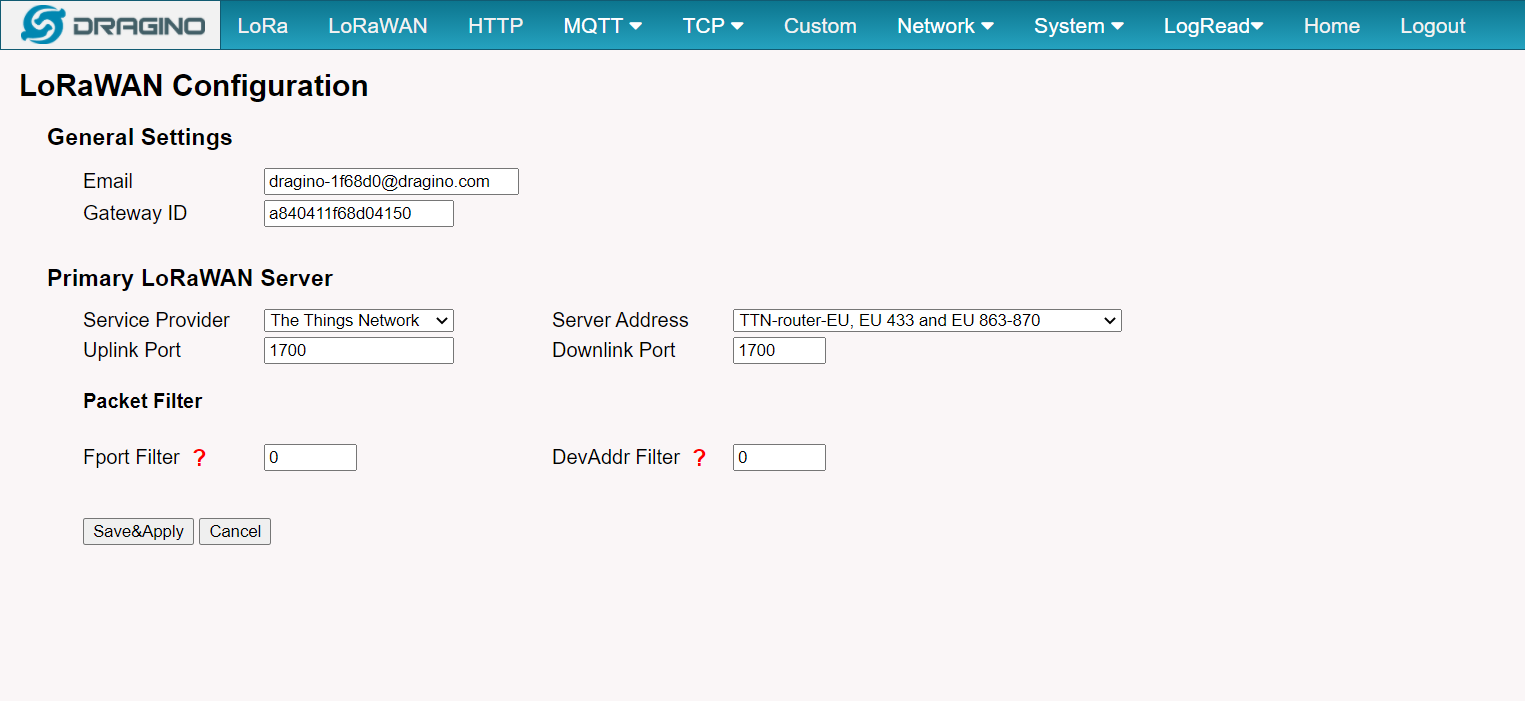 DRAGINO LoRa LoRaWAN HTTP MQTT TCP Custom Network System LogRead Home Logout
LoRaWAN Configuration
General Settings
Email dragino-1f68d0@dragino.com
Gateway ID a840411f68d04150
Primary LoRaWAN Server
Service Provider The Things Network Server Address TTN-router-EU, EU 433 and EU 863-870
Uplink Port 1700 Downlink Port 1700
Packet Filter
Fport Filter ? 0 DevAddr Filter ? 0
Save&Apply Cancel